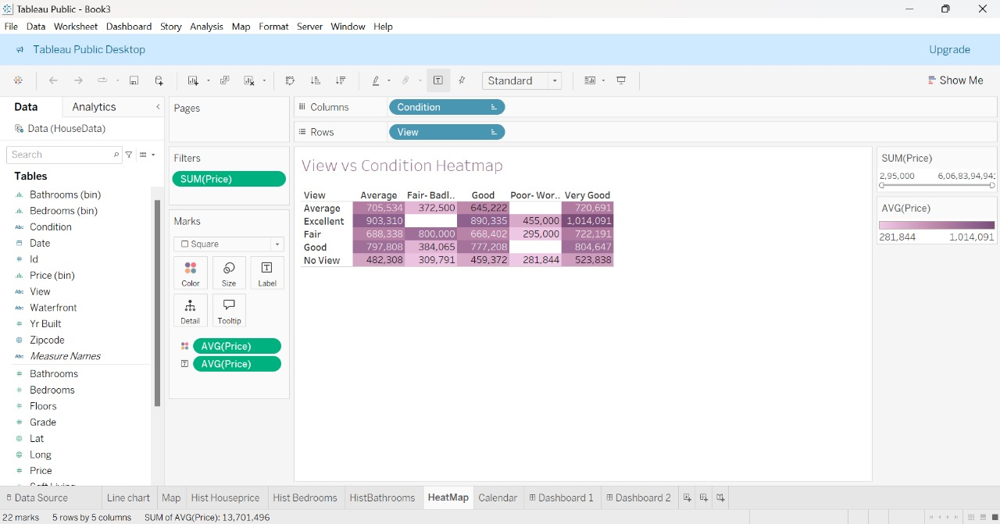 Tableau Public - Book3
File Data Worksheet Dashboard Story Analysis Map Format Server Window Help
Tableau Public Desktop Upgrade
Standard Show Me
Data Analytics
Data (HouseData)
Search
Tables
Bathrooms (bin)
Bedrooms (bin)
Abc Condition
Date
# Id
Price (bin)
Abc View
Abc Waterfront
# Yr Built
Zipcode
Abc Measure Names
# Bathrooms
# Bedrooms
# Floors
# Grade
Lat
Long
# Price
Pages
Filters
SUM(Price)
Marks
Square
Color Size Label
Detail Tooltip
AVG(Price)
AVG(Price)
Columns Condition
Rows View
View vs Condition Heatmap
View Average Fair- Badl.. Good Poor- Wor.. Very Good
Average 705,534 372,500 645,222 720,691
Excellent 903,310 890,335 455,000 1,014,091
Fair 688,338 800,000 668,402 295,000 722,191
Good 797,808 384,065 777,208 804,647
No View 482,308 309,791 459,372 281,844 523,838
SUM(Price)
2,95,000 6,06,83,94,94
AVG(Price)
281,844 1,014,091
Data Source Line chart Map Hist Houseprice Hist Bedrooms HistBathrooms HeatMap Calendar Dashboard 1 Dashboard 2
22 marks 5 rows by 5 columns SUM of AVG(Price): 13,701,496